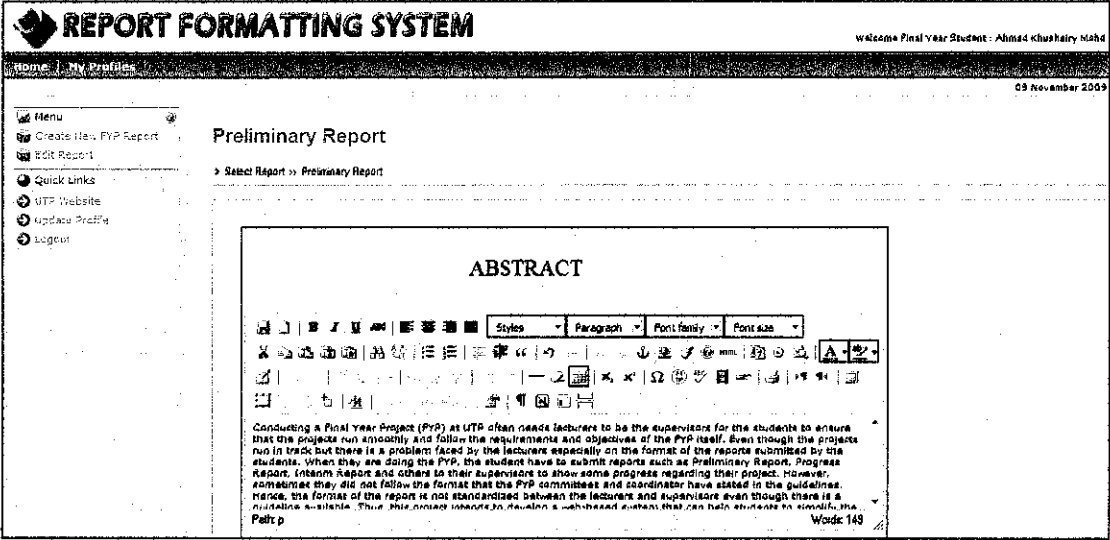 REPORT FORMATTING SYSTEM
Welcome Final Year Student : Ahmad Khushairy Mohd
Home | My Profiles
09 November 2009
Menu
Create New FYP Report
Edit Report
Quick Links
UTP Website
Update Profile
Logout
Preliminary Report
> Select Report >> Preliminary Report
ABSTRACT
B I U ABC Styles Paragraph Font family Font size
HTML A
Conducting a Final Year Project (FYP) at UTP often needs lecturers to be the supervisors for the students to ensure
that the projects run smoothly and follow the requirements and objectives of the FYP itself. Even though the projects
run in track but there is a problem faced by the lecturers especially on the format of the reports submitted by the
students. When they are doing the FYP, the student have to submit reports such as Preliminary Report, Progress
Report, Interim Report and others to their supervisors to show some progress regarding their project. However,
sometimes they did not follow the format that the FYP committees and coordinator have stated in the guidelines.
Hence, the format of the report is not standardized between the lecturers and supervisors even though there is a
guideline available. Thus, this project intends to develop a web-based system that can help students to simplify the
Path: p
Words: 149